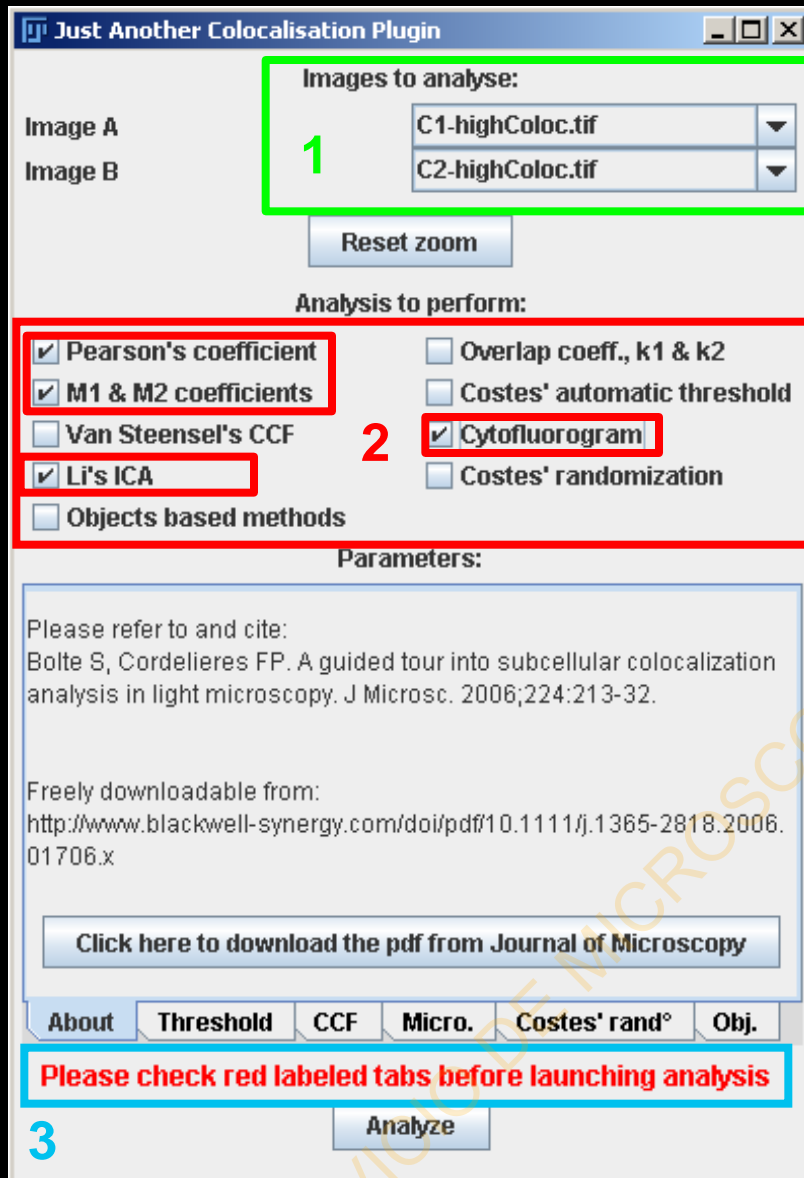 Just Another Colocalisation Plugin
Images to analyse:
Image A
C1-highColoc.tif
1
Image B
C2-highColoc.tif
Reset zoom
Analysis to perform:
Pearson's coefficient
Overlap coeff., k1 & k2
M1 & M2 coefficients
Costes' automatic threshold
Van Steensel's CCF
2
Cytofluorogram
Li's ICA
Costes' randomization
Objects based methods
Parameters:
Please refer to and cite:
Bolte S, Cordelieres FP. A guided tour into subcellular colocalization
analysis in light microscopy. J Microsc. 2006;224:213-32.
Freely downloadable from:
http://www.blackwell-synergy.com/doi/pdf/10.1111/j.1365-2818.2006.
01706.x
Click here to download the pdf from Journal of Microscopy
About Threshold CCF Micro. Costes' rand° Obj.
Please check red labeled tabs before launching analysis
3
Analyze
DE